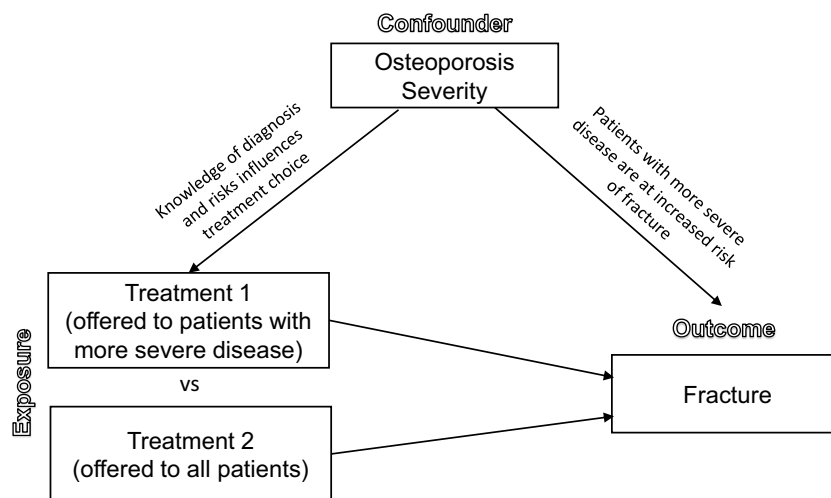 Confounder
Osteoporosis
Severity
Knowledge of diagnosis
and risks influences
treatment choice
Patients with more severe
disease are at increased risk
of fracture
Exposure
Treatment 1
(offered to patients with
more severe disease)
vs
Treatment 2
(offered to all patients)
Outcome
Fracture